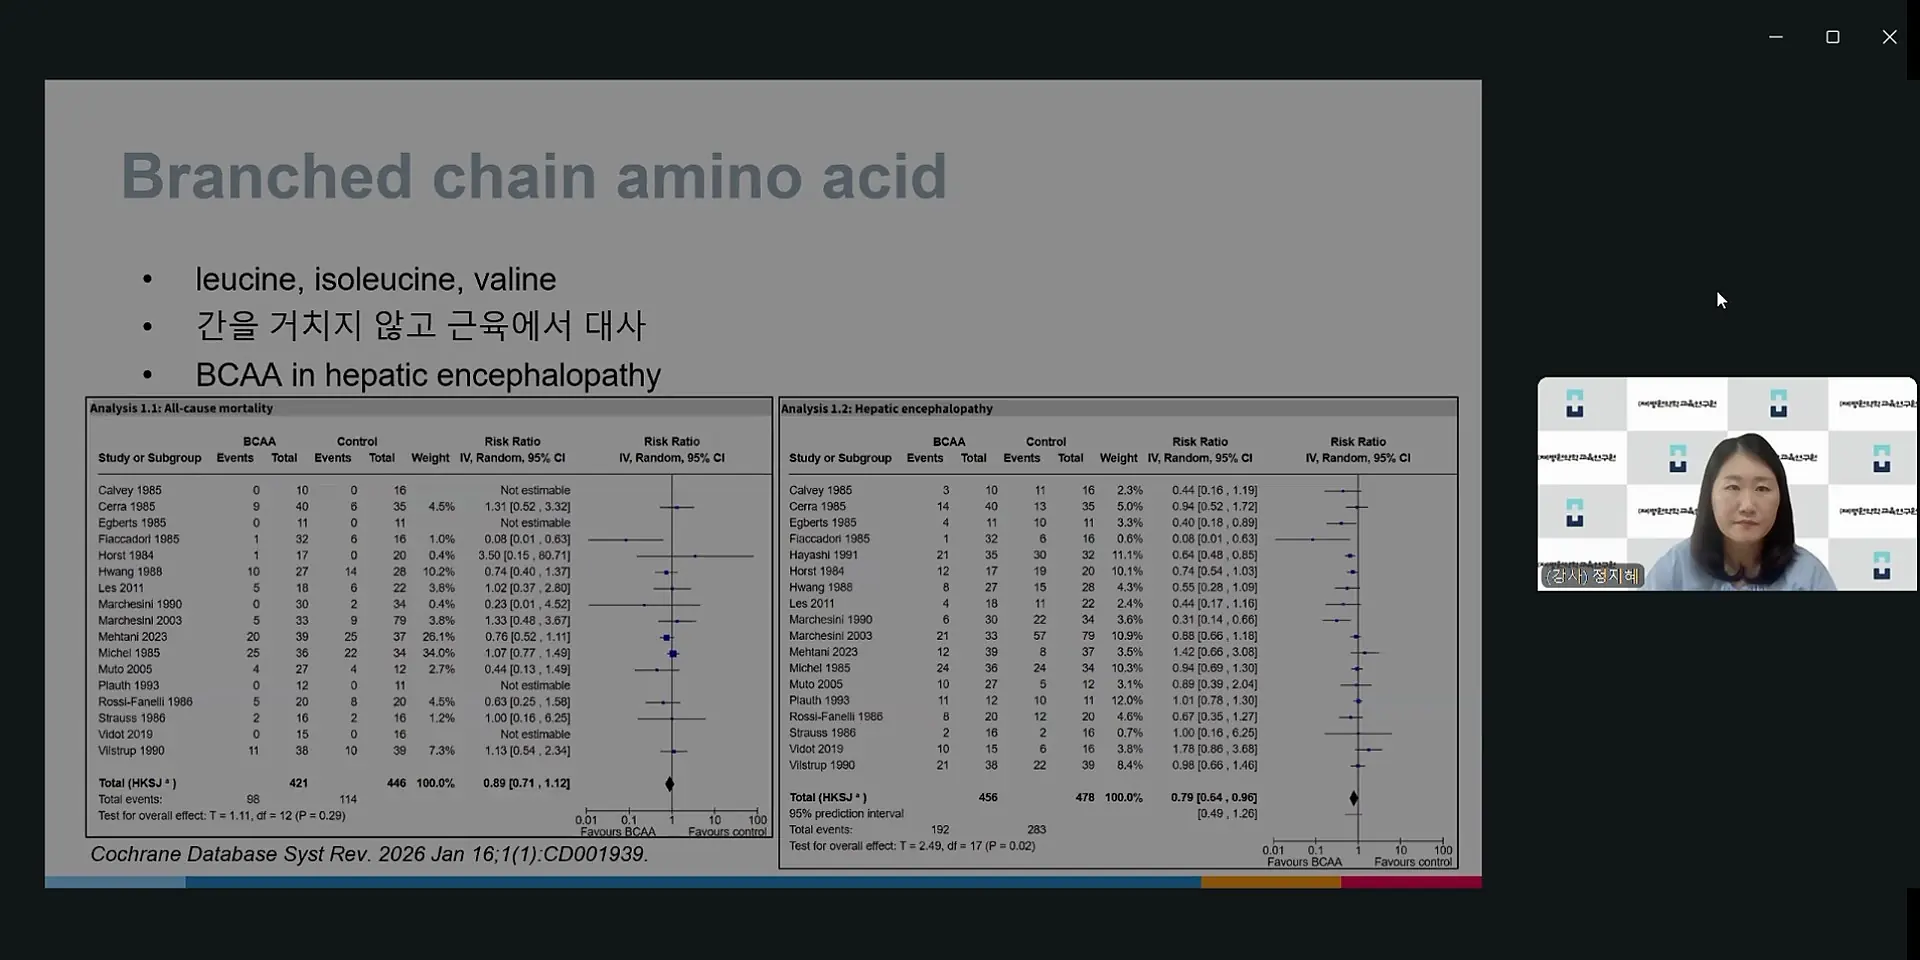 Branched chain amino acid
• leucine, isoleucine, valine
• 간을 거치지 않고 근육에서 대사
• BCAA in hepatic encephalopathy
Analysis 1.1: All-cause mortality
BCAA Control Risk Ratio Risk Ratio
Study or Subgroup Events Total Events Total Weight IV, Random, 95% CI IV, Random, 95% CI
Calvey 1985 0 10 0 16 Not estimable
Cerra 1985 9 40 6 35 4.5% 1.31 [0.52 , 3.32]
Egberts 1985 0 11 0 11 Not estimable
Fiaccadori 1985 1 32 6 16 1.0% 0.08 [0.01 , 0.63]
Horst 1984 1 17 0 20 0.4% 3.50 [0.15 , 80.71]
Hwang 1988 10 27 14 28 10.2% 0.74 [0.40 , 1.37]
Les 2011 5 18 6 22 3.8% 1.02 [0.37 , 2.80]
Marchesini 1990 0 30 2 34 0.4% 0.23 [0.01 , 4.52]
Marchesini 2003 5 33 9 79 3.8% 1.33 [0.48 , 3.67]
Mehtani 2023 20 39 25 37 26.1% 0.76 [0.52 , 1.11]
Michel 1985 25 36 22 34 34.0% 1.07 [0.77 , 1.49]
Muto 2005 4 27 4 12 2.7% 0.44 [0.13 , 1.49]
Plauth 1993 0 12 0 11 Not estimable
Rossi-Fanelli 1986 5 20 8 20 4.5% 0.63 [0.25 , 1.58]
Strauss 1986 2 16 2 16 1.2% 1.00 [0.16 , 6.25]
Vidot 2019 0 15 0 16 Not estimable
Vilstrup 1990 11 38 10 39 7.3% 1.13 [0.54 , 2.34]
Total (HKSJ ª) 421 446 100.0% 0.89 [0.71 , 1.12]
Total events: 98 114
Test for overall effect: T = 1.11, df = 12 (P = 0.29)
0.01 0.1 1 10 100
Favours BCAA Favours control
Analysis 1.2: Hepatic encephalopathy
BCAA Control Risk Ratio Risk Ratio
Study or Subgroup Events Total Events Total Weight IV, Random, 95% CI IV, Random, 95% CI
Calvey 1985 3 10 11 16 2.3% 0.44 [0.16 , 1.19]
Cerra 1985 14 40 13 35 5.0% 0.94 [0.52 , 1.72]
Egberts 1985 4 11 10 11 3.3% 0.40 [0.18 , 0.89]
Fiaccadori 1985 1 32 6 16 0.6% 0.08 [0.01 , 0.63]
Hayashi 1991 21 35 30 32 11.1% 0.64 [0.48 , 0.85]
Horst 1984 12 17 19 20 10.1% 0.74 [0.54 , 1.03]
Hwang 1988 8 27 15 28 4.1% 0.55 [0.28 , 1.09]
Les 2011 4 18 11 22 2.4% 0.44 [0.17 , 1.16]
Marchesini 1990 6 30 22 34 4.0% 0.31 [0.14 , 0.66]
Marchesini 2003 21 33 57 79 10.9% 0.88 [0.66 , 1.18]
Mehtani 2023 12 39 8 37 3.5% 1.42 [0.66 , 3.08]
Michel 1985 24 36 24 34 10.3% 0.94 [0.69 , 1.30]
Muto 2005 10 27 5 12 3.1% 0.89 [0.39 , 2.04]
Plauth 1993 11 12 10 11 12.0% 1.01 [0.78 , 1.30]
Rossi-Fanelli 1986 8 20 12 20 4.6% 0.67 [0.35 , 1.27]
Strauss 1986 2 16 2 16 0.7% 1.00 [0.16 , 6.25]
Vidot 2019 10 15 6 16 3.8% 1.78 [0.86 , 3.68]
Vilstrup 1990 21 38 22 39 8.4% 0.98 [0.66 , 1.46]
Total (HKSJ ª) 456 478 100.0% 0.79 [0.64 , 0.96]
95% prediction interval [0.49 , 1.26]
Total events: 192 283
Test for overall effect: T = 2.49, df = 17 (P = 0.02)
0.01 0.1 1 10 100
Favours BCAA Favours control
Cochrane Database Syst Rev. 2026 Jan 16;1(1):CD001939.
(재)병원약학교육연구원
(강사) 정지혜